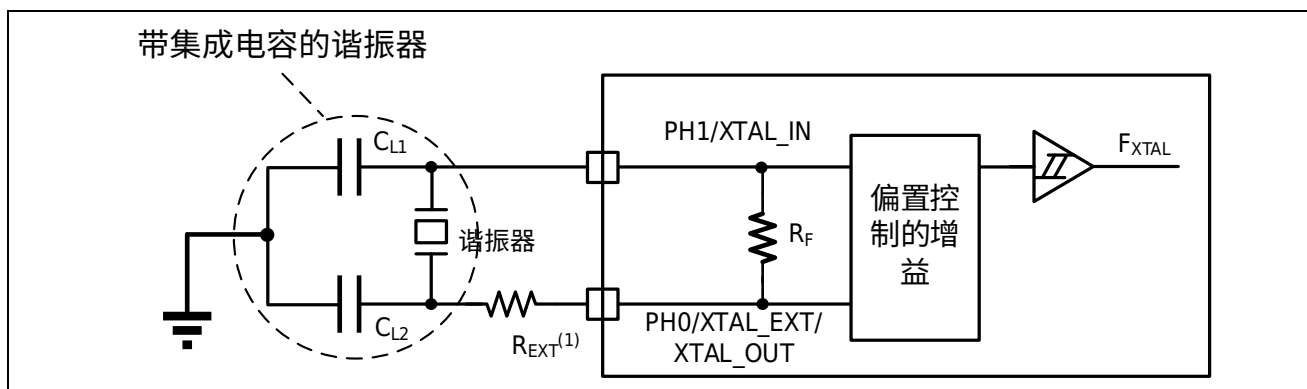 带集成电容的谐振器
CL1
PH1/XTAL_IN
FXTAL
谐振器
RF
偏置控
制的增
益
CL2
REXT(1)
PH0/XTAL_EXT/
XTAL_OUT